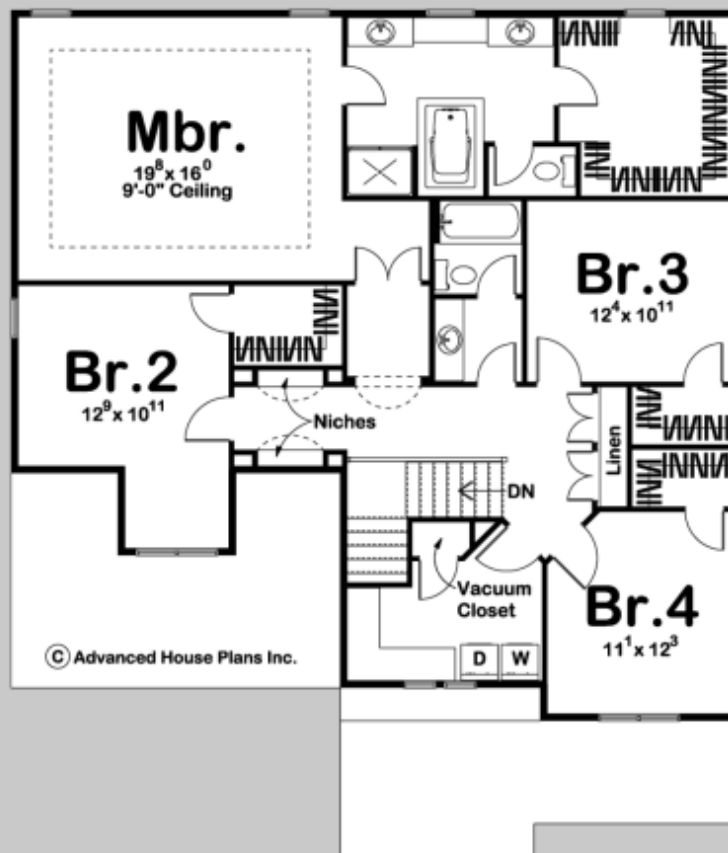 Mbr.
19⁸ x 16⁰
9'-0" Ceiling
Br.3
12⁴ x 10¹¹
Br.2
12⁹ x 10¹¹
Niches
Linen
DN
Vacuum
Closet
Br.4
11¹ x 12³
D W
© Advanced House Plans Inc.